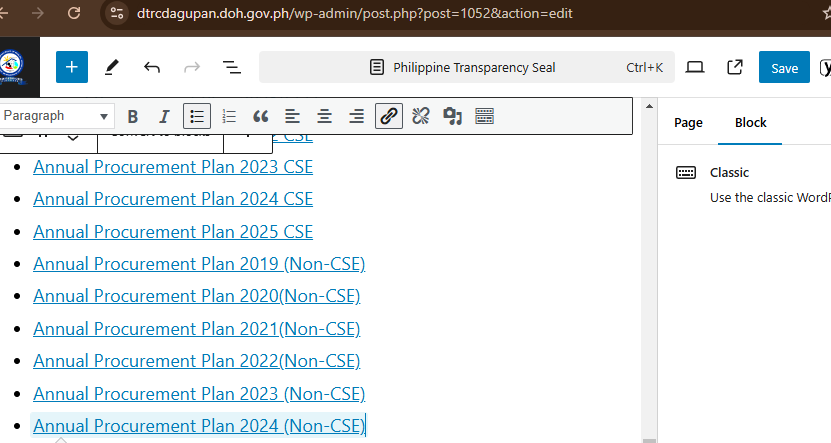 dtrcdagupan.doh.gov.ph/wp-admin/post.php?post=1052&action=edit
Philippine Transparency Seal Ctrl+K
Save
Paragraph
Page Block
CSE
Annual Procurement Plan 2023 CSE
Annual Procurement Plan 2024 CSE
Annual Procurement Plan 2025 CSE
Annual Procurement Plan 2019 (Non-CSE)
Annual Procurement Plan 2020(Non-CSE)
Annual Procurement Plan 2021(Non-CSE)
Annual Procurement Plan 2022(Non-CSE)
Annual Procurement Plan 2023 (Non-CSE)
Annual Procurement Plan 2024 (Non-CSE)
Classic
Use the classic WordP